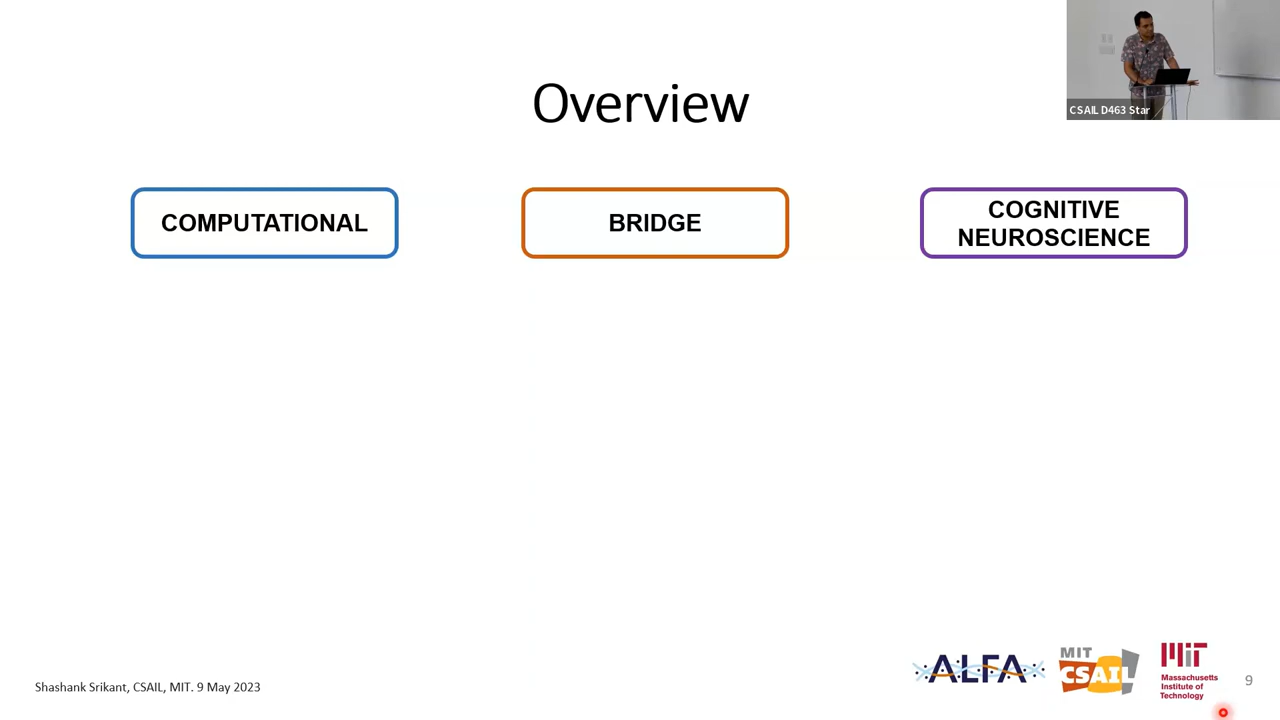 CSAIL D463 Star
Overview
COMPUTATIONAL
BRIDGE
COGNITIVE
NEUROSCIENCE
Shashank Srikant, CSAIL, MIT. 9 May 2023
ALFA
MIT
CSAIL
MIT
Massachusetts
Institute of
Technology
9